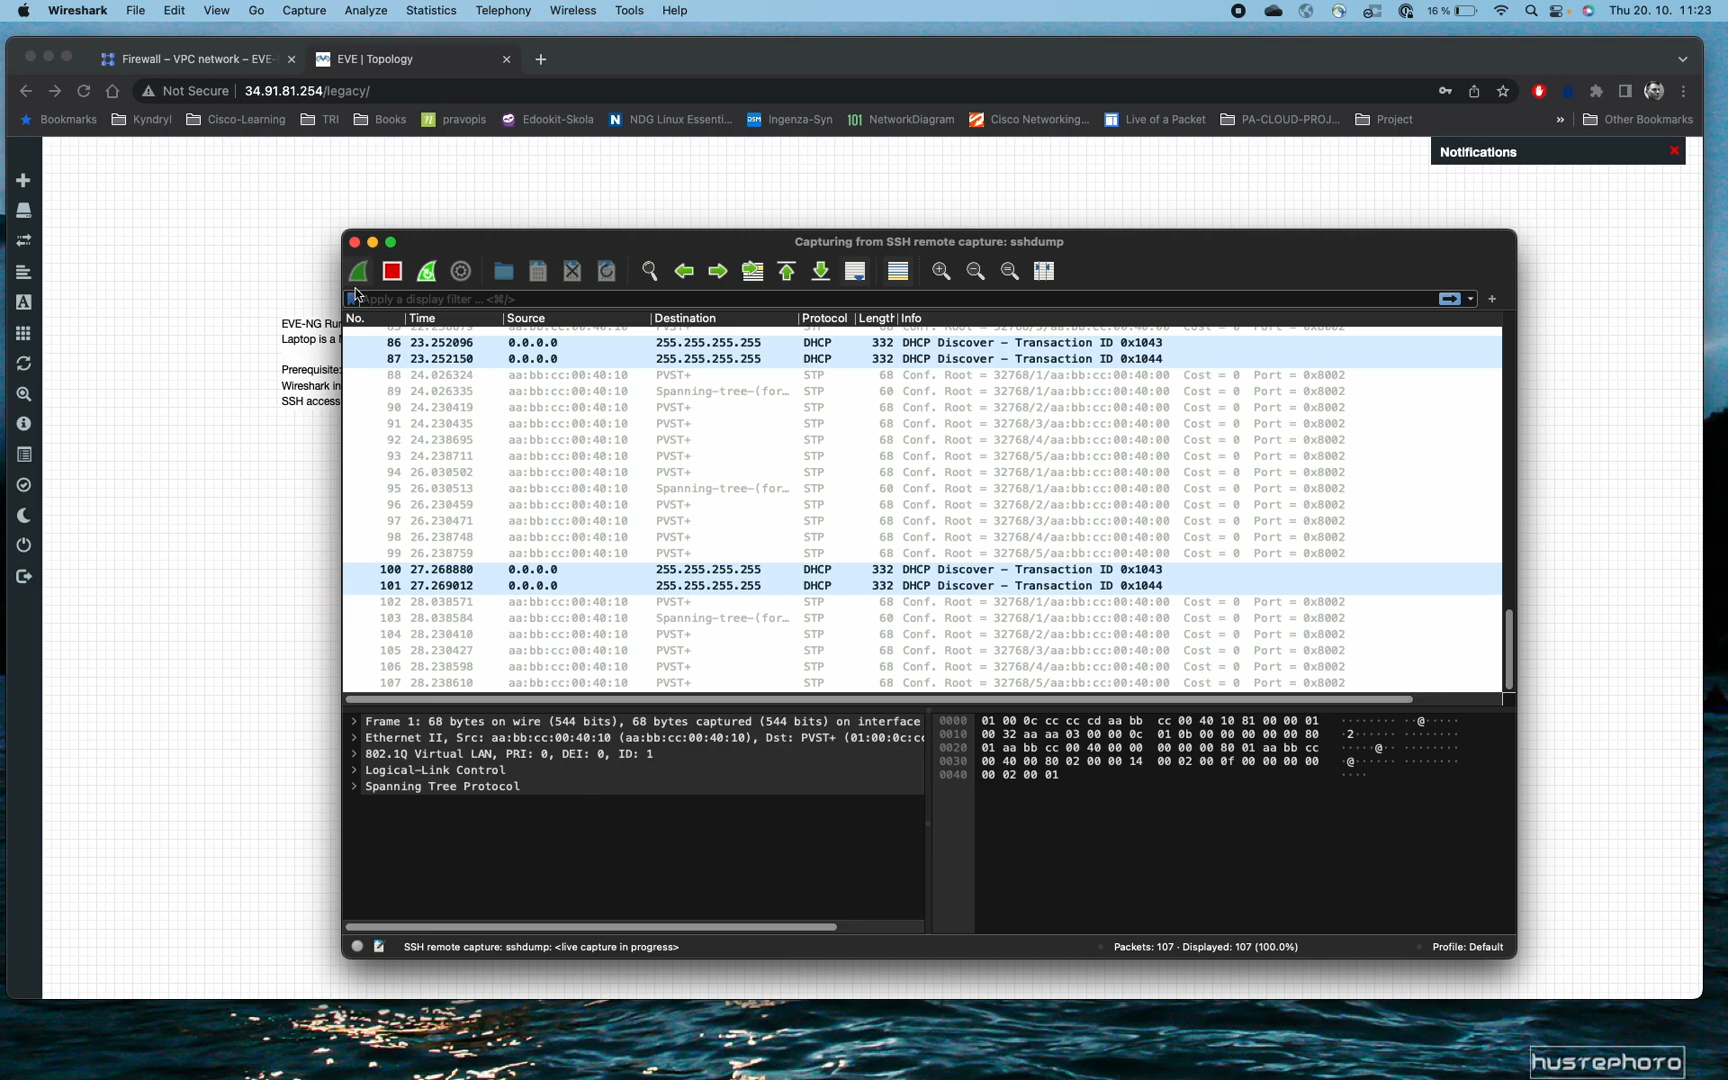 Wireshark File Edit View Go Capture Analyze Statistics Telephony Wireless Tools Help 16 % Thu 20. 10. 11:23
Firewall – VPC network – EVE- EVE | Topology
Not Secure 34.91.81.254/legacy/
Bookmarks Kyndryl Cisco-Learning TRI Books pravopis Edookit-Skola NDG Linux Essenti... Ingenza-Syn NetworkDiagram Cisco Networking... Live of a Packet PA-CLOUD-PROJ... Project » Other Bookmarks
Notifications
EVE-NG Run
Laptop is a
Prerequisite:
Wireshark in
SSH access
Capturing from SSH remote capture: sshdump
Apply a display filter ... <⌘/>
No. Time Source Destination Protocol Length Info
86 23.252096 0.0.0.0 255.255.255.255 DHCP 332 DHCP Discover – Transaction ID 0x1043
87 23.252150 0.0.0.0 255.255.255.255 DHCP 332 DHCP Discover – Transaction ID 0x1044
88 24.026324 aa:bb:cc:00:40:10 PVST+ STP 68 Conf. Root = 32768/1/aa:bb:cc:00:40:00 Cost = 0 Port = 0x8002
89 24.026335 aa:bb:cc:00:40:10 Spanning-tree-(for… STP 60 Conf. Root = 32768/1/aa:bb:cc:00:40:00 Cost = 0 Port = 0x8002
90 24.230419 aa:bb:cc:00:40:10 PVST+ STP 68 Conf. Root = 32768/2/aa:bb:cc:00:40:00 Cost = 0 Port = 0x8002
91 24.230435 aa:bb:cc:00:40:10 PVST+ STP 68 Conf. Root = 32768/3/aa:bb:cc:00:40:00 Cost = 0 Port = 0x8002
92 24.238695 aa:bb:cc:00:40:10 PVST+ STP 68 Conf. Root = 32768/4/aa:bb:cc:00:40:00 Cost = 0 Port = 0x8002
93 24.238711 aa:bb:cc:00:40:10 PVST+ STP 68 Conf. Root = 32768/5/aa:bb:cc:00:40:00 Cost = 0 Port = 0x8002
94 26.030502 aa:bb:cc:00:40:10 PVST+ STP 68 Conf. Root = 32768/1/aa:bb:cc:00:40:00 Cost = 0 Port = 0x8002
95 26.030513 aa:bb:cc:00:40:10 Spanning-tree-(for… STP 60 Conf. Root = 32768/1/aa:bb:cc:00:40:00 Cost = 0 Port = 0x8002
96 26.230459 aa:bb:cc:00:40:10 PVST+ STP 68 Conf. Root = 32768/2/aa:bb:cc:00:40:00 Cost = 0 Port = 0x8002
97 26.230471 aa:bb:cc:00:40:10 PVST+ STP 68 Conf. Root = 32768/3/aa:bb:cc:00:40:00 Cost = 0 Port = 0x8002
98 26.238748 aa:bb:cc:00:40:10 PVST+ STP 68 Conf. Root = 32768/4/aa:bb:cc:00:40:00 Cost = 0 Port = 0x8002
99 26.238759 aa:bb:cc:00:40:10 PVST+ STP 68 Conf. Root = 32768/5/aa:bb:cc:00:40:00 Cost = 0 Port = 0x8002
100 27.268880 0.0.0.0 255.255.255.255 DHCP 332 DHCP Discover – Transaction ID 0x1043
101 27.269012 0.0.0.0 255.255.255.255 DHCP 332 DHCP Discover – Transaction ID 0x1044
102 28.038571 aa:bb:cc:00:40:10 PVST+ STP 68 Conf. Root = 32768/1/aa:bb:cc:00:40:00 Cost = 0 Port = 0x8002
103 28.038584 aa:bb:cc:00:40:10 Spanning-tree-(for… STP 60 Conf. Root = 32768/1/aa:bb:cc:00:40:00 Cost = 0 Port = 0x8002
104 28.230410 aa:bb:cc:00:40:10 PVST+ STP 68 Conf. Root = 32768/2/aa:bb:cc:00:40:00 Cost = 0 Port = 0x8002
105 28.230427 aa:bb:cc:00:40:10 PVST+ STP 68 Conf. Root = 32768/3/aa:bb:cc:00:40:00 Cost = 0 Port = 0x8002
106 28.238598 aa:bb:cc:00:40:10 PVST+ STP 68 Conf. Root = 32768/4/aa:bb:cc:00:40:00 Cost = 0 Port = 0x8002
107 28.238610 aa:bb:cc:00:40:10 PVST+ STP 68 Conf. Root = 32768/5/aa:bb:cc:00:40:00 Cost = 0 Port = 0x8002
Frame 1: 68 bytes on wire (544 bits), 68 bytes captured (544 bits) on interface
Ethernet II, Src: aa:bb:cc:00:40:10 (aa:bb:cc:00:40:10), Dst: PVST+ (01:00:0c:cc
802.1Q Virtual LAN, PRI: 0, DEI: 0, ID: 1
Logical-Link Control
Spanning Tree Protocol
0000 01 00 0c cc cc cd aa bb cc 00 40 10 81 00 00 01 ········ ··@·····
0010 00 32 aa aa 03 00 00 0c 01 0b 00 00 00 00 00 80 ·2······ ········
0020 01 aa bb cc 00 40 00 00 00 00 00 80 01 aa bb cc ·····@·· ········
0030 00 40 00 80 02 00 00 14 00 02 00 0f 00 00 00 00 ·@······ ········
0040 00 02 00 01 ····
SSH remote capture: sshdump: <live capture in progress> Packets: 107 · Displayed: 107 (100.0%) Profile: Default
hustephoto